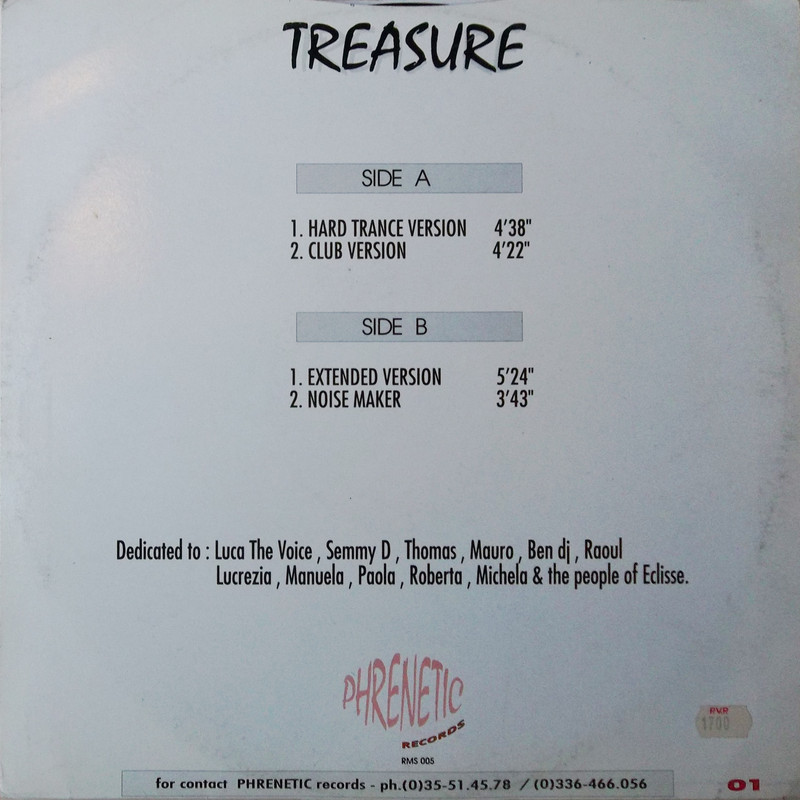 TREASURE
SIDE A
1. HARD TRANCE VERSION 4'38"
2. CLUB VERSION 4'22"
SIDE B
1. EXTENDED VERSION 5'24"
2. NOISE MAKER 3'43"
Dedicated to : Luca The Voice , Semmy D , Thomas , Mauro , Ben dj , Raoul
Lucrezia , Manuela , Paola , Roberta , Michela & the people of Eclisse.
PHRENETIC
RECORDS
RMS 005
RVR
1700
for contact PHRENETIC records - ph.(0)35-51.45.78 / (0)336-466.056
01